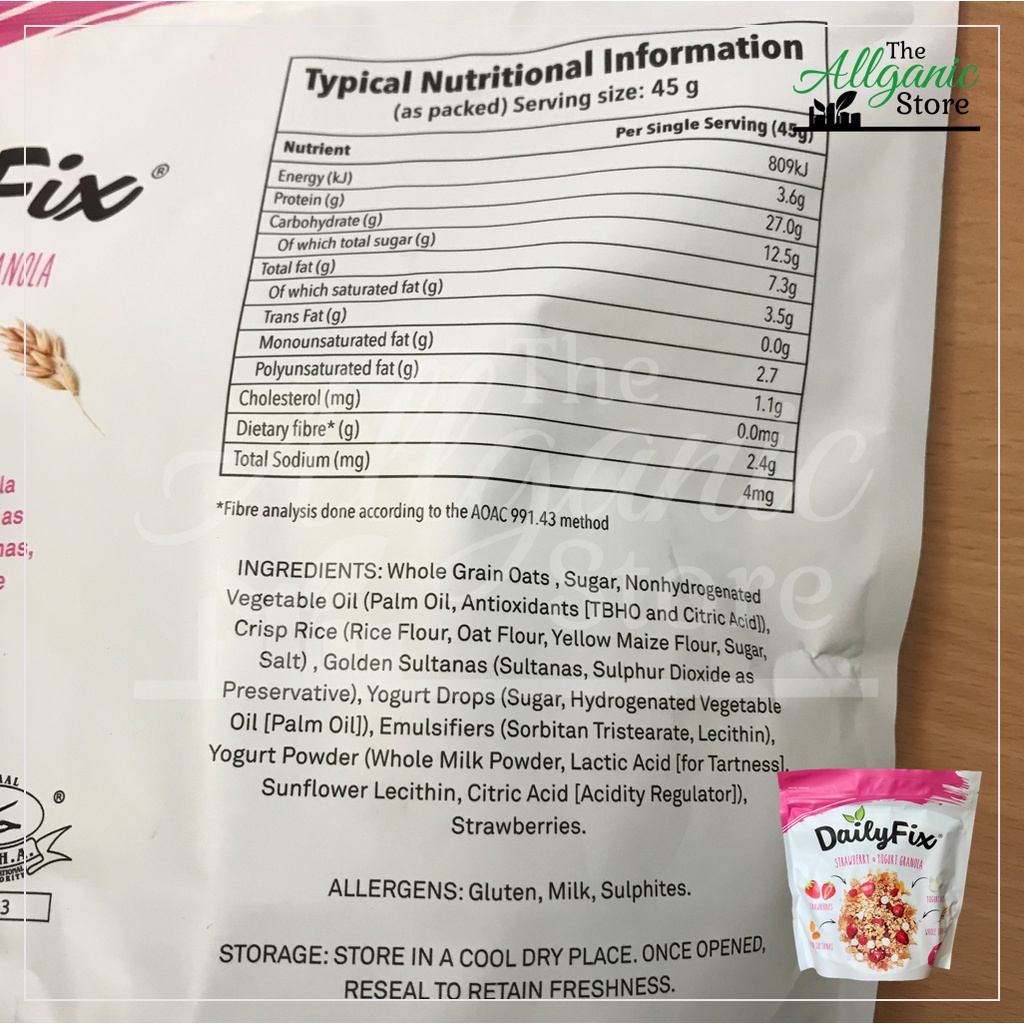 The
Allganic
Store
Typical Nutritional Information
(as packed) Serving size: 45 g
Nutrient Per Single Serving (45g)
Energy (kJ) 809kJ
Protein (g) 3.6g
Carbohydrate (g) 27.0g
Of which total sugar (g) 12.5g
Total fat (g) 7.3g
Of which saturated fat (g) 3.5g
Trans Fat (g) 0.0g
Monounsaturated fat (g) 2.7
Polyunsaturated fat (g) 1.1g
Cholesterol (mg) 0.0mg
Dietary fibre* (g) 2.4g
Total Sodium (mg) 4mg
*Fibre analysis done according to the AOAC 991.43 method
INGREDIENTS: Whole Grain Oats , Sugar, Nonhydrogenated
Vegetable Oil (Palm Oil, Antioxidants [TBHO and Citric Acid]),
Crisp Rice (Rice Flour, Oat Flour, Yellow Maize Flour, Sugar,
Salt) , Golden Sultanas (Sultanas, Sulphur Dioxide as
Preservative), Yogurt Drops (Sugar, Hydrogenated Vegetable
Oil [Palm Oil]), Emulsifiers (Sorbitan Tristearate, Lecithin),
Yogurt Powder (Whole Milk Powder, Lactic Acid [for Tartness],
Sunflower Lecithin, Citric Acid [Acidity Regulator]),
Strawberries.
ALLERGENS: Gluten, Milk, Sulphites.
STORAGE: STORE IN A COOL DRY PLACE. ONCE OPENED,
RESEAL TO RETAIN FRESHNESS.
Fix®
as
®
H.A.
3
The
Allganic
Store
DailyFix®
STRAWBERRY & YOGURT GRANOLA
STRAWBERRIES